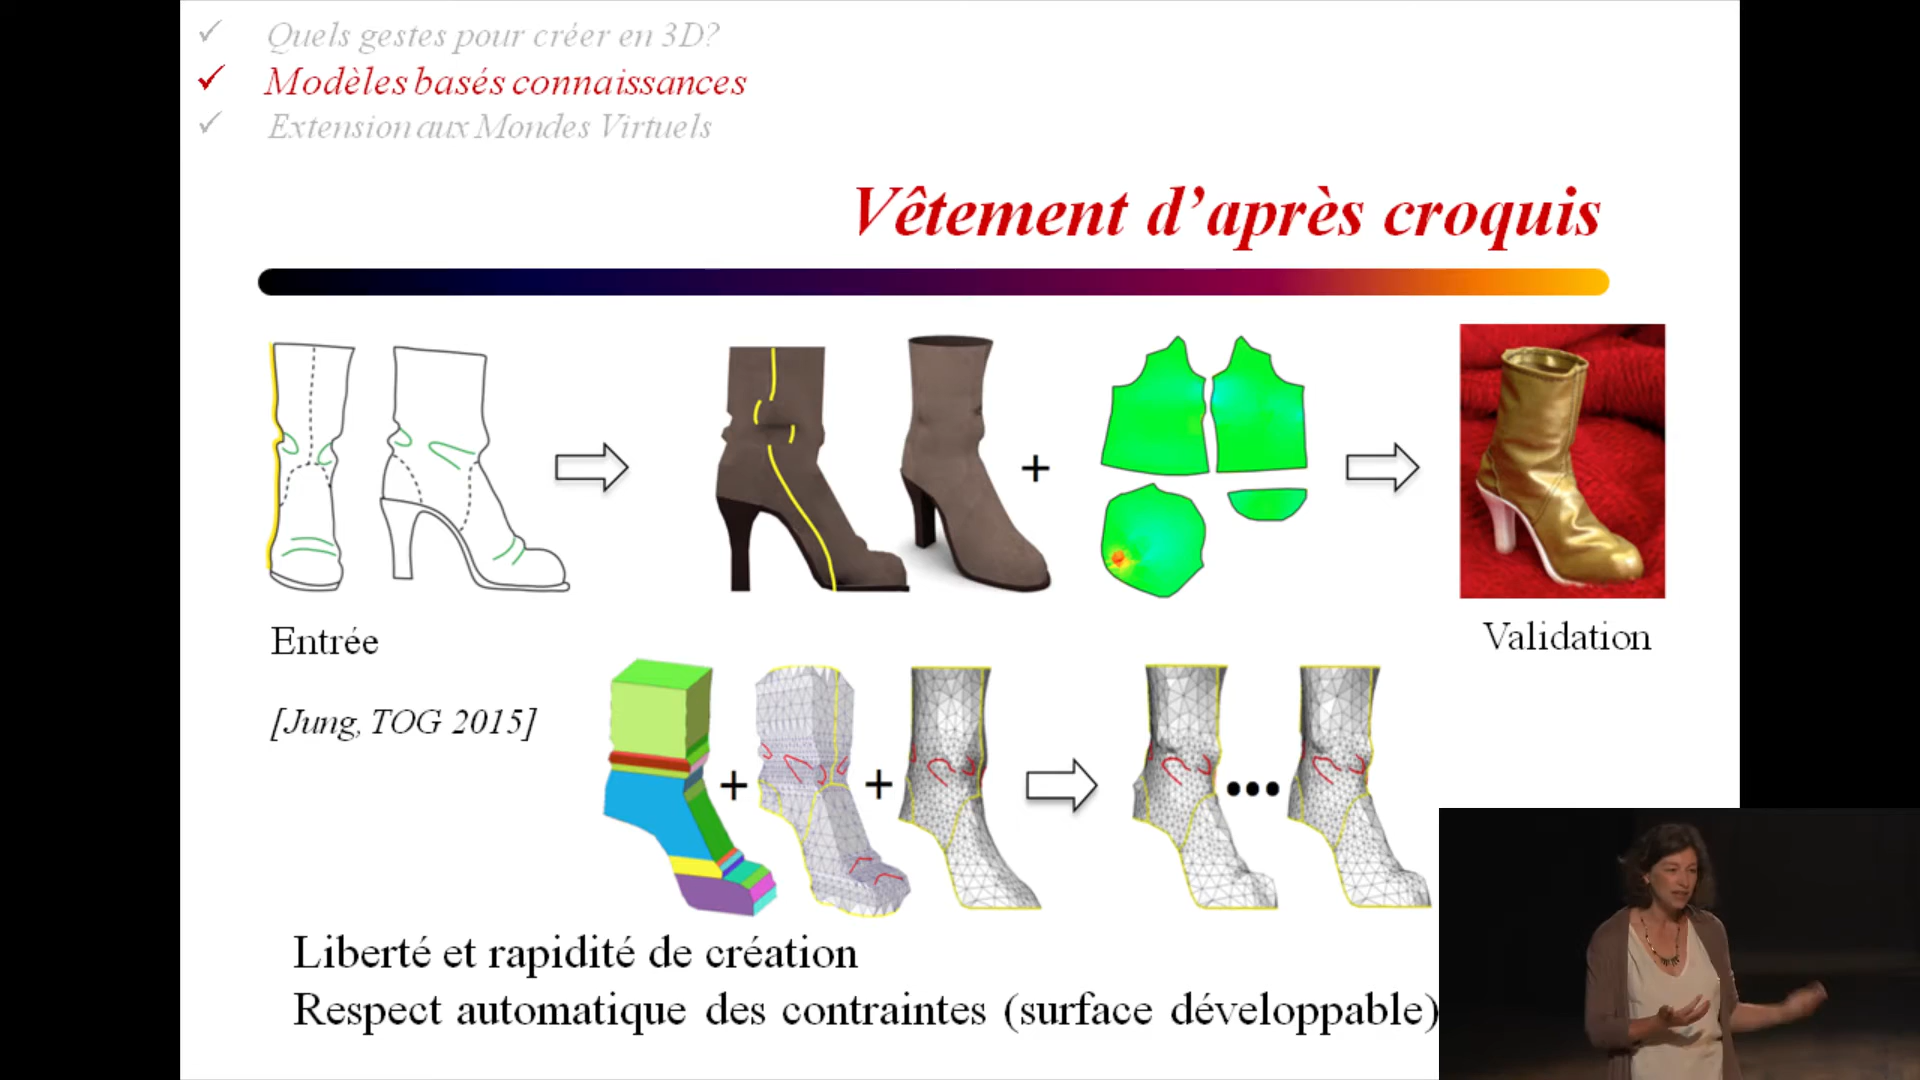 Quels gestes pour créer en 3D?
Modèles basés connaissances
Extension aux Mondes Virtuels
Vêtement d’après croquis
Entrée
Validation
[Jung, TOG 2015]
Liberté et rapidité de création
Respect automatique des contraintes (surface développable)